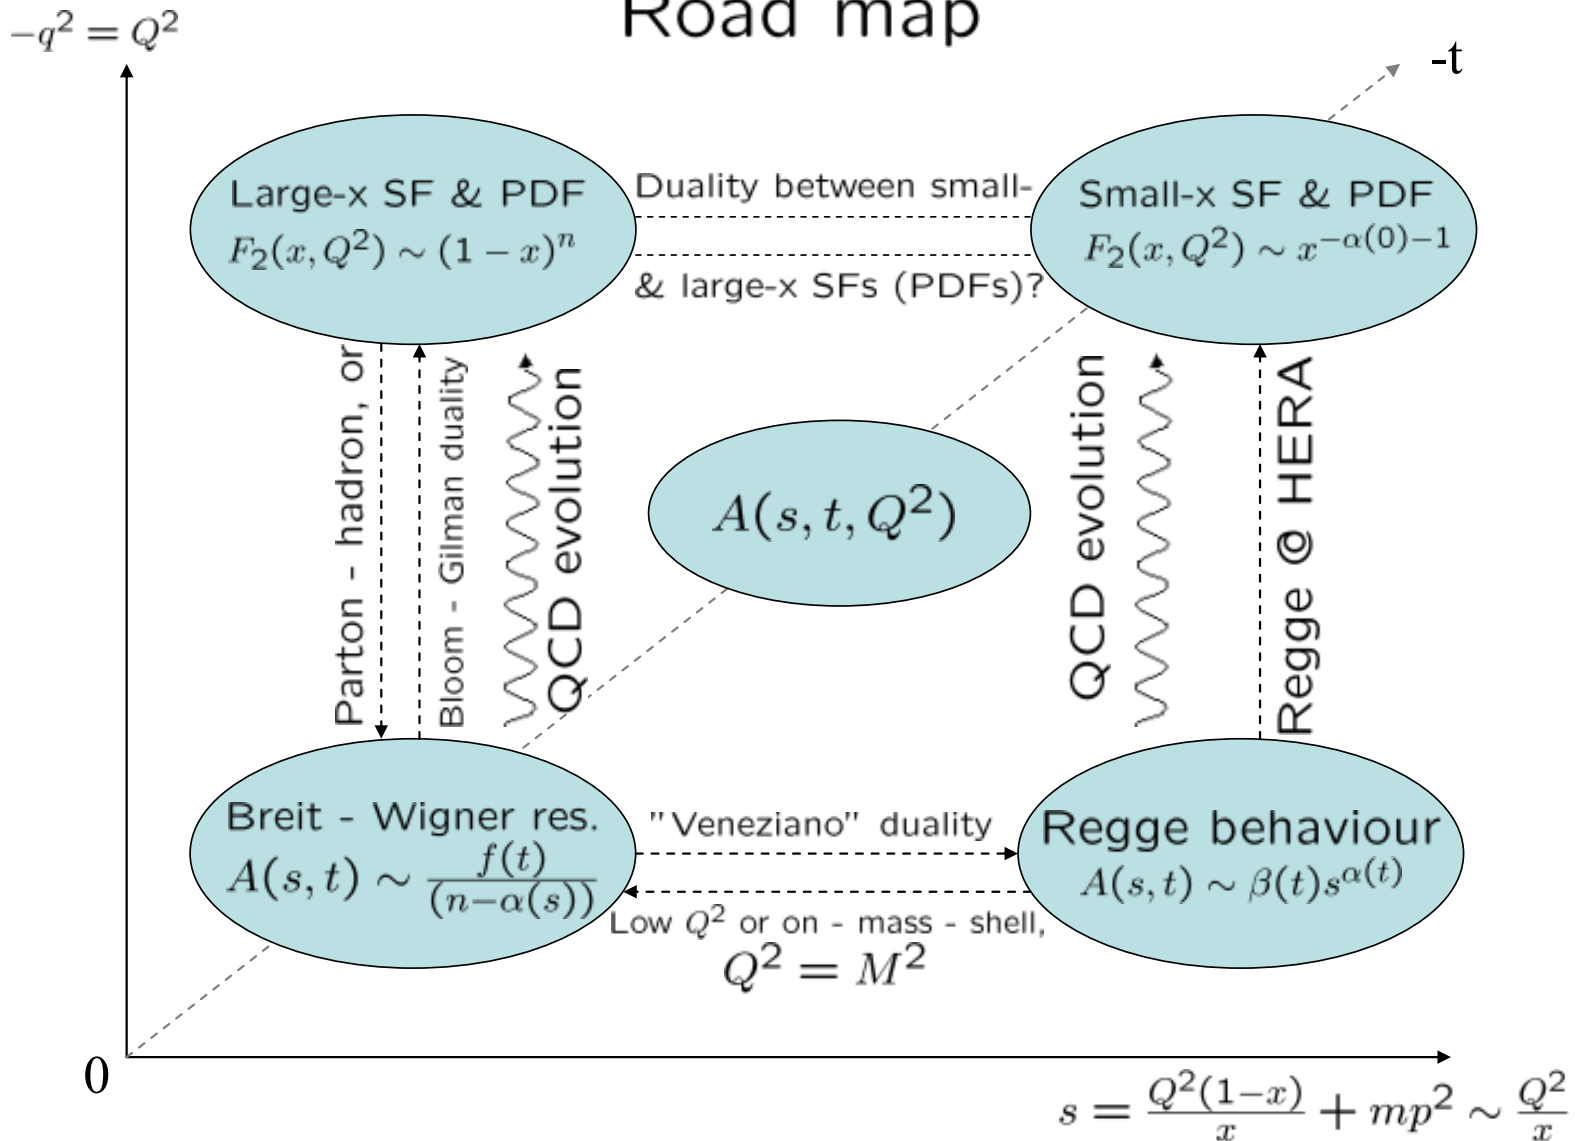 Road map
−q² = Q²
-t
Large-x SF & PDF
F₂(x, Q²) ∼ (1 − x)ⁿ
Duality between small-
& large-x SFs (PDFs)?
Small-x SF & PDF
F₂(x, Q²) ∼ x^{−α(0)−1}
Parton - hadron, or
Bloom - Gilman duality
QCD evolution
A(s, t, Q²)
QCD evolution
Regge @ HERA
Breit - Wigner res.
A(s, t) ∼ f(t)/(n−α(s))
"Veneziano" duality
Low Q² or on - mass - shell,
Q² = M²
Regge behaviour
A(s, t) ∼ β(t)s^{α(t)}
0
s = Q²(1−x)/x + mp² ∼ Q²/x